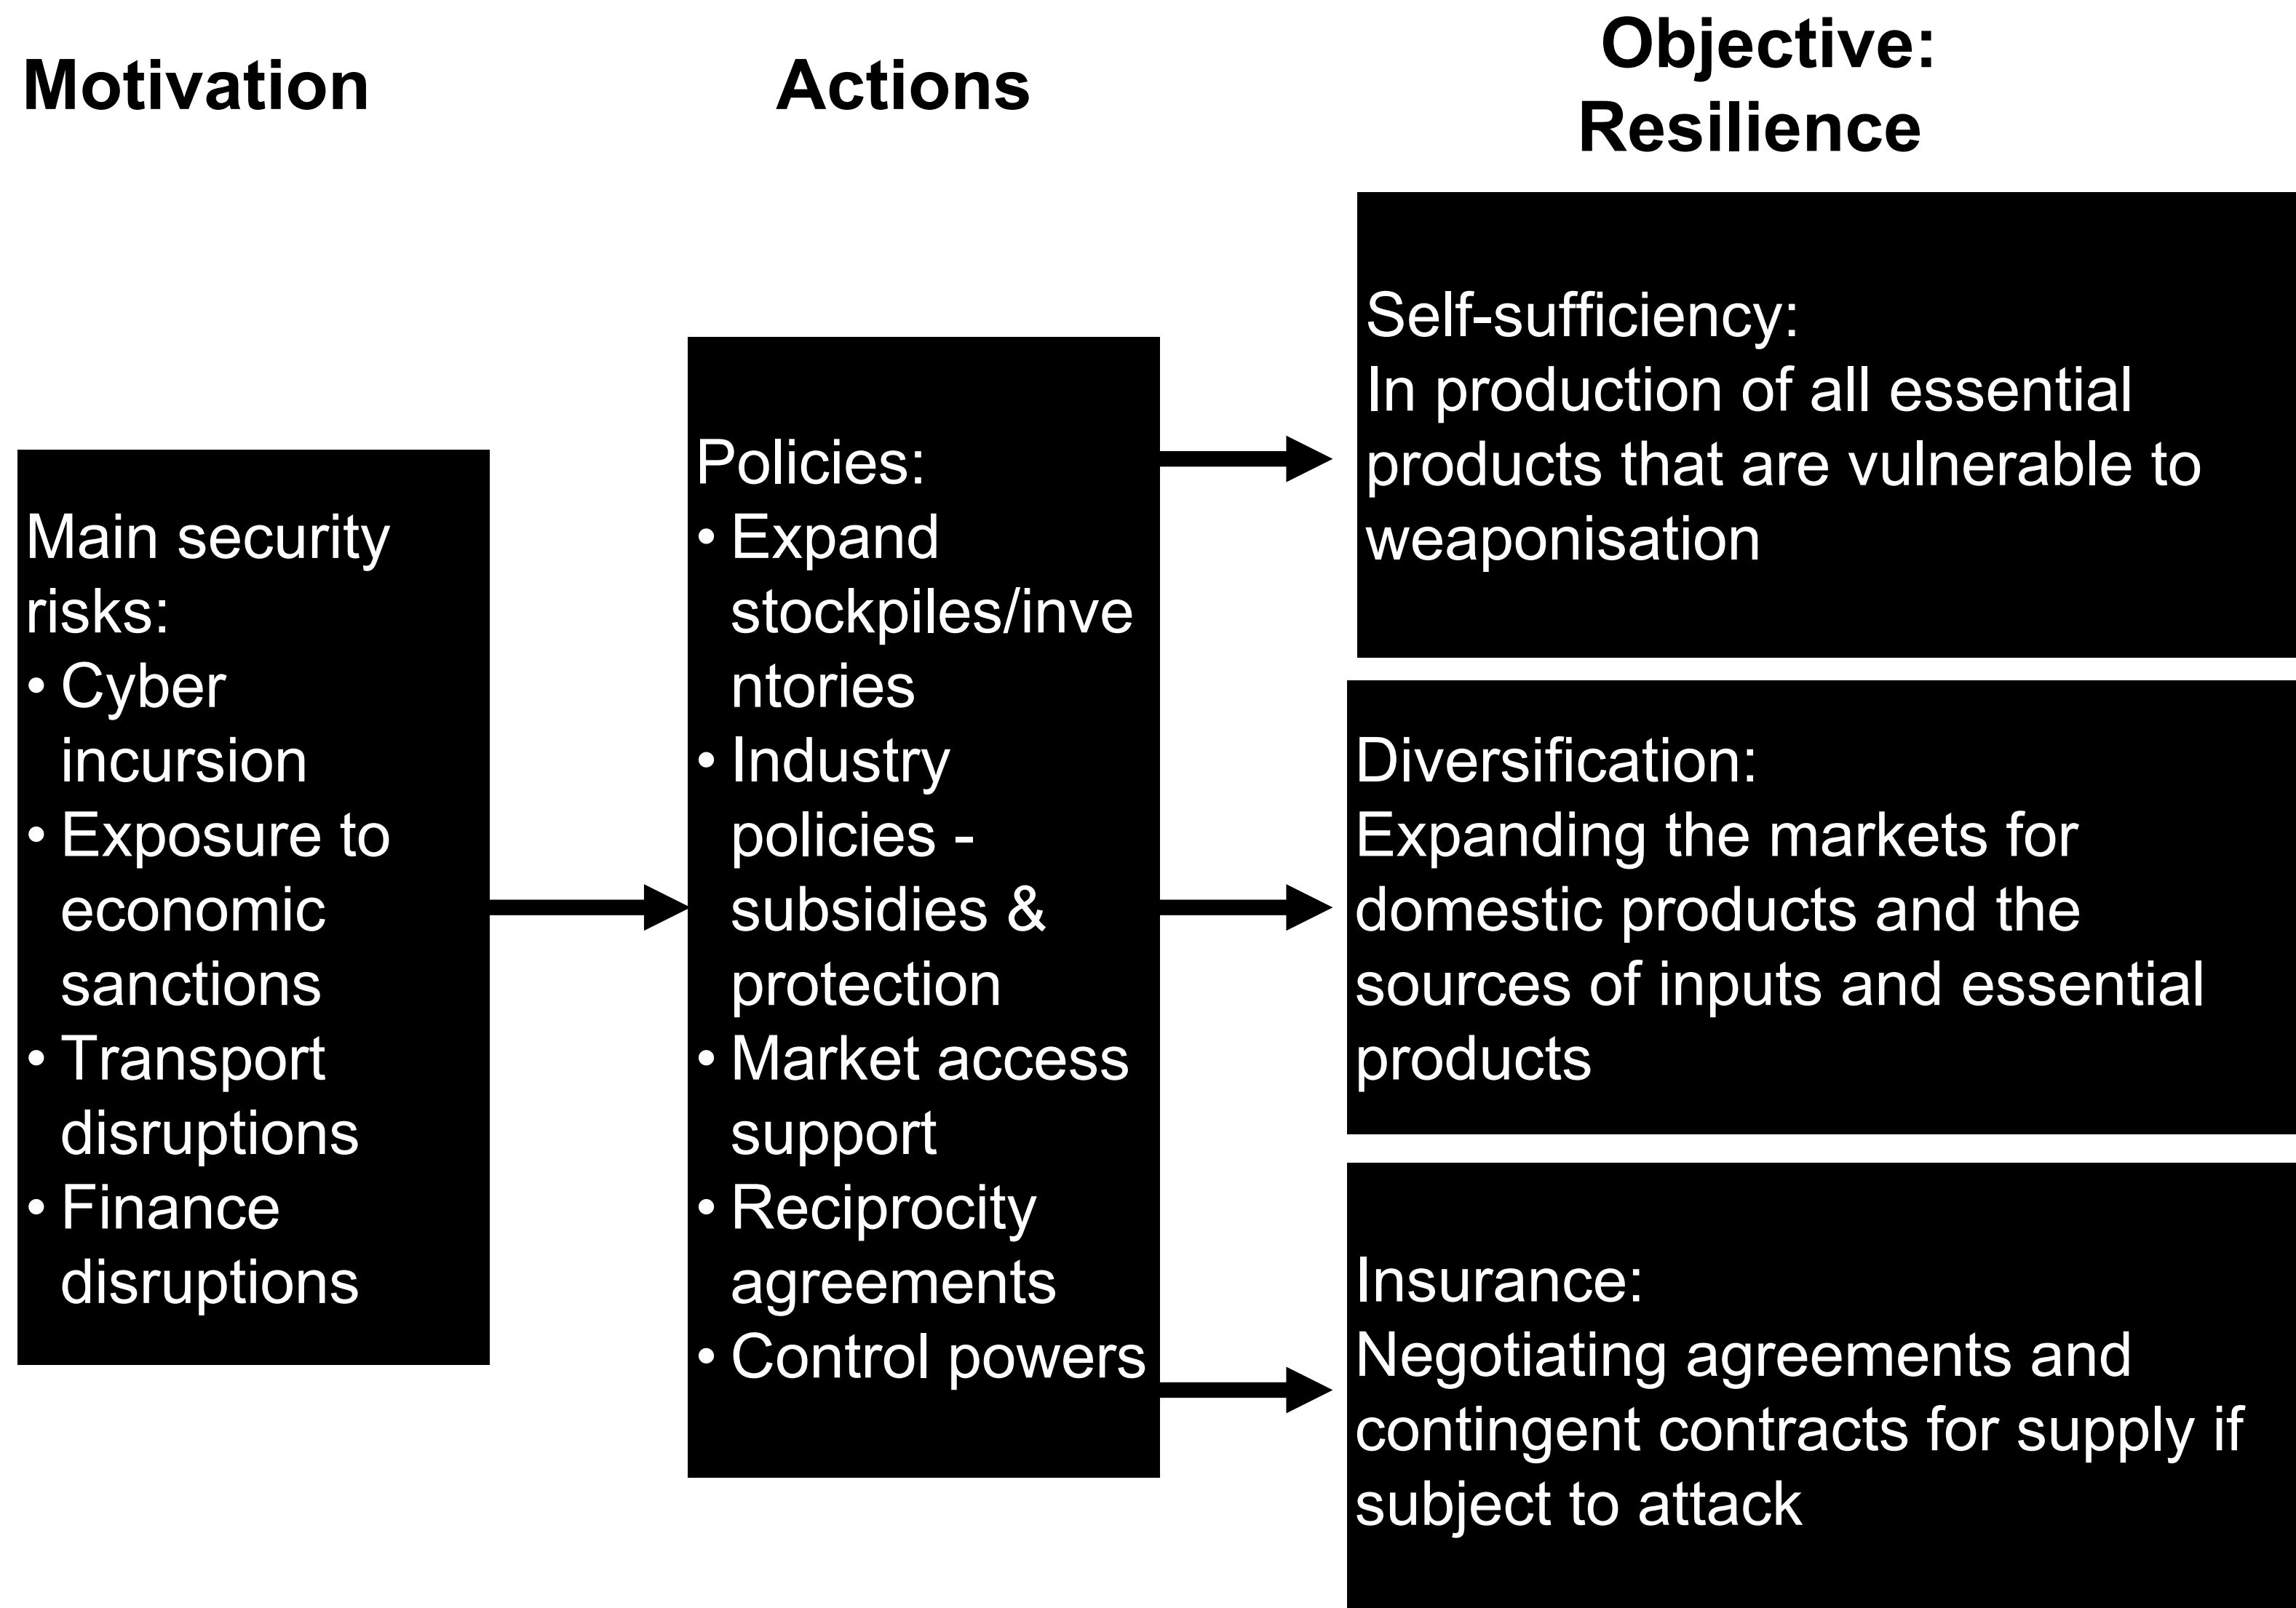 Motivation
Actions
Objective:
Resilience
Main security
risks:
• Cyber
incursion
• Exposure to
economic
sanctions
• Transport
disruptions
• Finance
disruptions
Policies:
• Expand
stockpiles/inve
ntories
• Industry
policies -
subsidies &
protection
• Market access
support
• Reciprocity
agreements
• Control powers
Self-sufficiency:
In production of all essential
products that are vulnerable to
weaponisation
Diversification:
Expanding the markets for
domestic products and the
sources of inputs and essential
products
Insurance:
Negotiating agreements and
contingent contracts for supply if
subject to attack